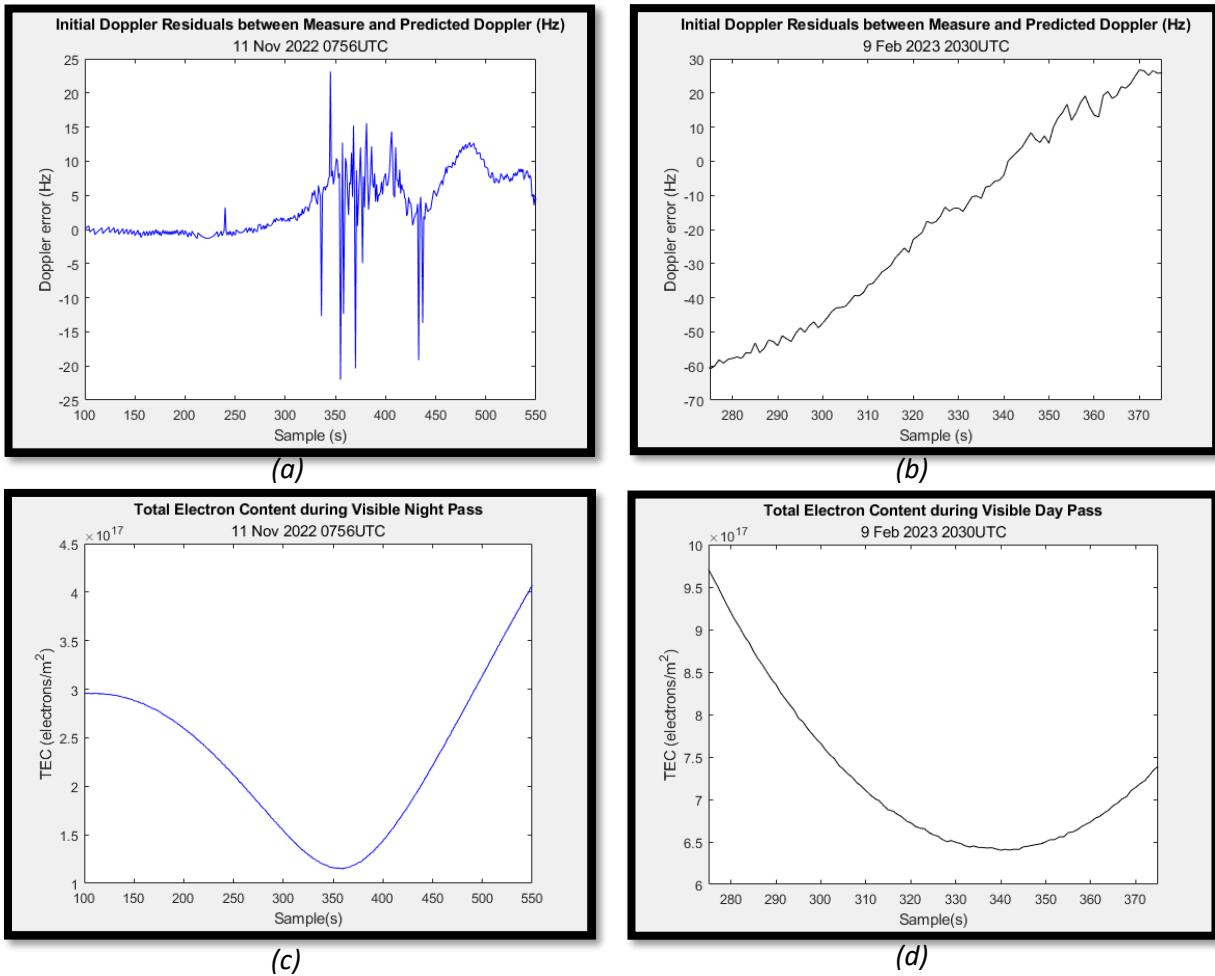 Initial Doppler Residuals between Measure and Predicted Doppler (Hz)
11 Nov 2022 0756UTC
25
20
15
10
5
0
-5
-10
-15
-20
-25
Doppler error (Hz)
100 150 200 250 300 350 400 450 500 550
Sample (s)
(a)
Initial Doppler Residuals between Measure and Predicted Doppler (Hz)
9 Feb 2023 2030UTC
30
20
10
0
-10
-20
-30
-40
-50
-60
-70
Doppler error (Hz)
280 290 300 310 320 330 340 350 360 370
Sample (s)
(b)
Total Electron Content during Visible Night Pass
11 Nov 2022 0756UTC
× 10^17
4.5
4
3.5
3
2.5
2
1.5
1
TEC (electrons/m^2)
100 150 200 250 300 350 400 450 500 550
Sample(s)
(c)
Total Electron Content during Visible Day Pass
9 Feb 2023 2030UTC
× 10^17
10
9.5
9
8.5
8
7.5
7
6.5
6
TEC (electrons/m^2)
280 290 300 310 320 330 340 350 360 370
Sample(s)
(d)